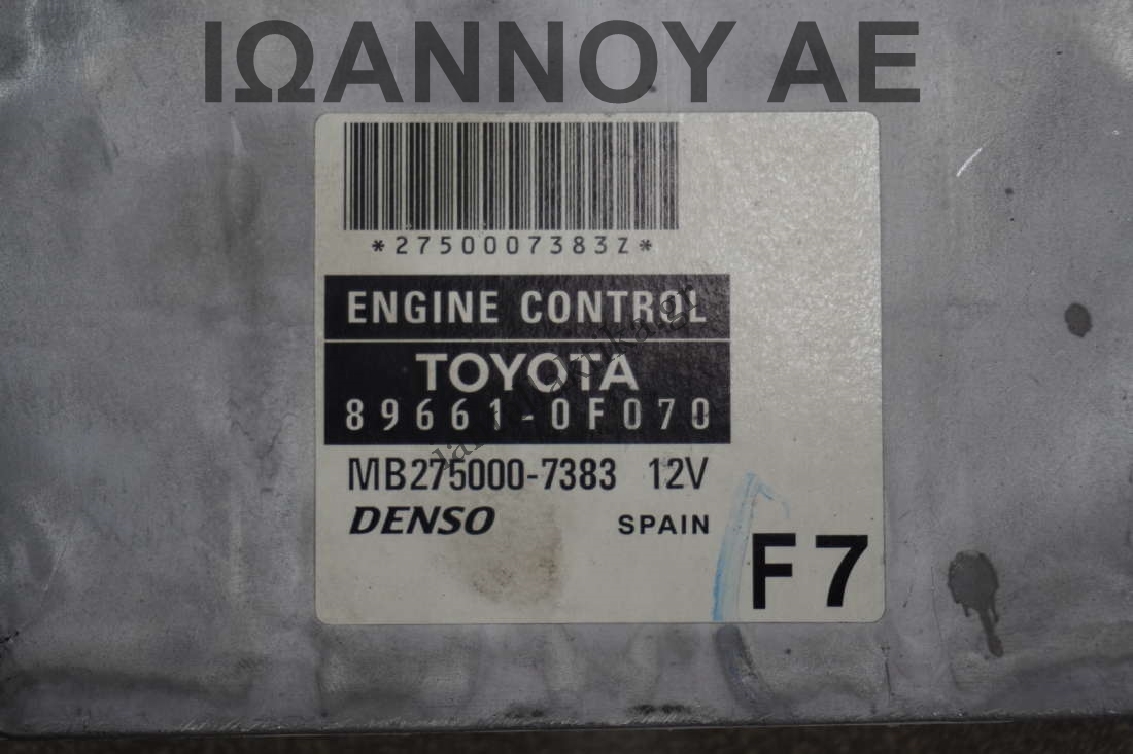 ΙΩΑΝΝΟΥ ΑΕ
*2750007383Z*
ENGINE CONTROL
TOYOTA
89661-0F070
MB275000-7383 12V
DENSO SPAIN
F7